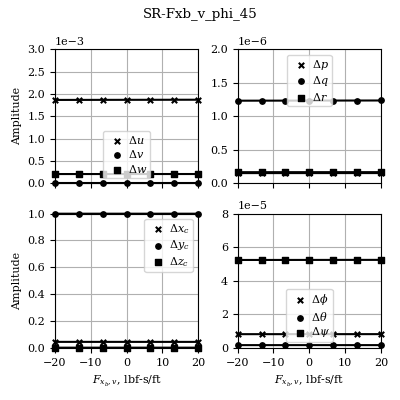 SR-Fxb_v_phi_45
1e−3
3.0
2.5
2.0
1.5
1.0
0.5
0.0
Amplitude
Δu
Δv
Δw
1e−6
2.0
1.5
1.0
0.5
0.0
Δp
Δq
Δr
1.0
0.8
0.6
0.4
0.2
0.0
Amplitude
Δx_c
Δy_c
Δz_c
−20 −10 0 10 20
F_{x_b,v}, lbf-s/ft
1e−5
8
6
4
2
0
Δϕ
Δθ
Δψ
−20 −10 0 10 20
F_{x_b,v}, lbf-s/ft